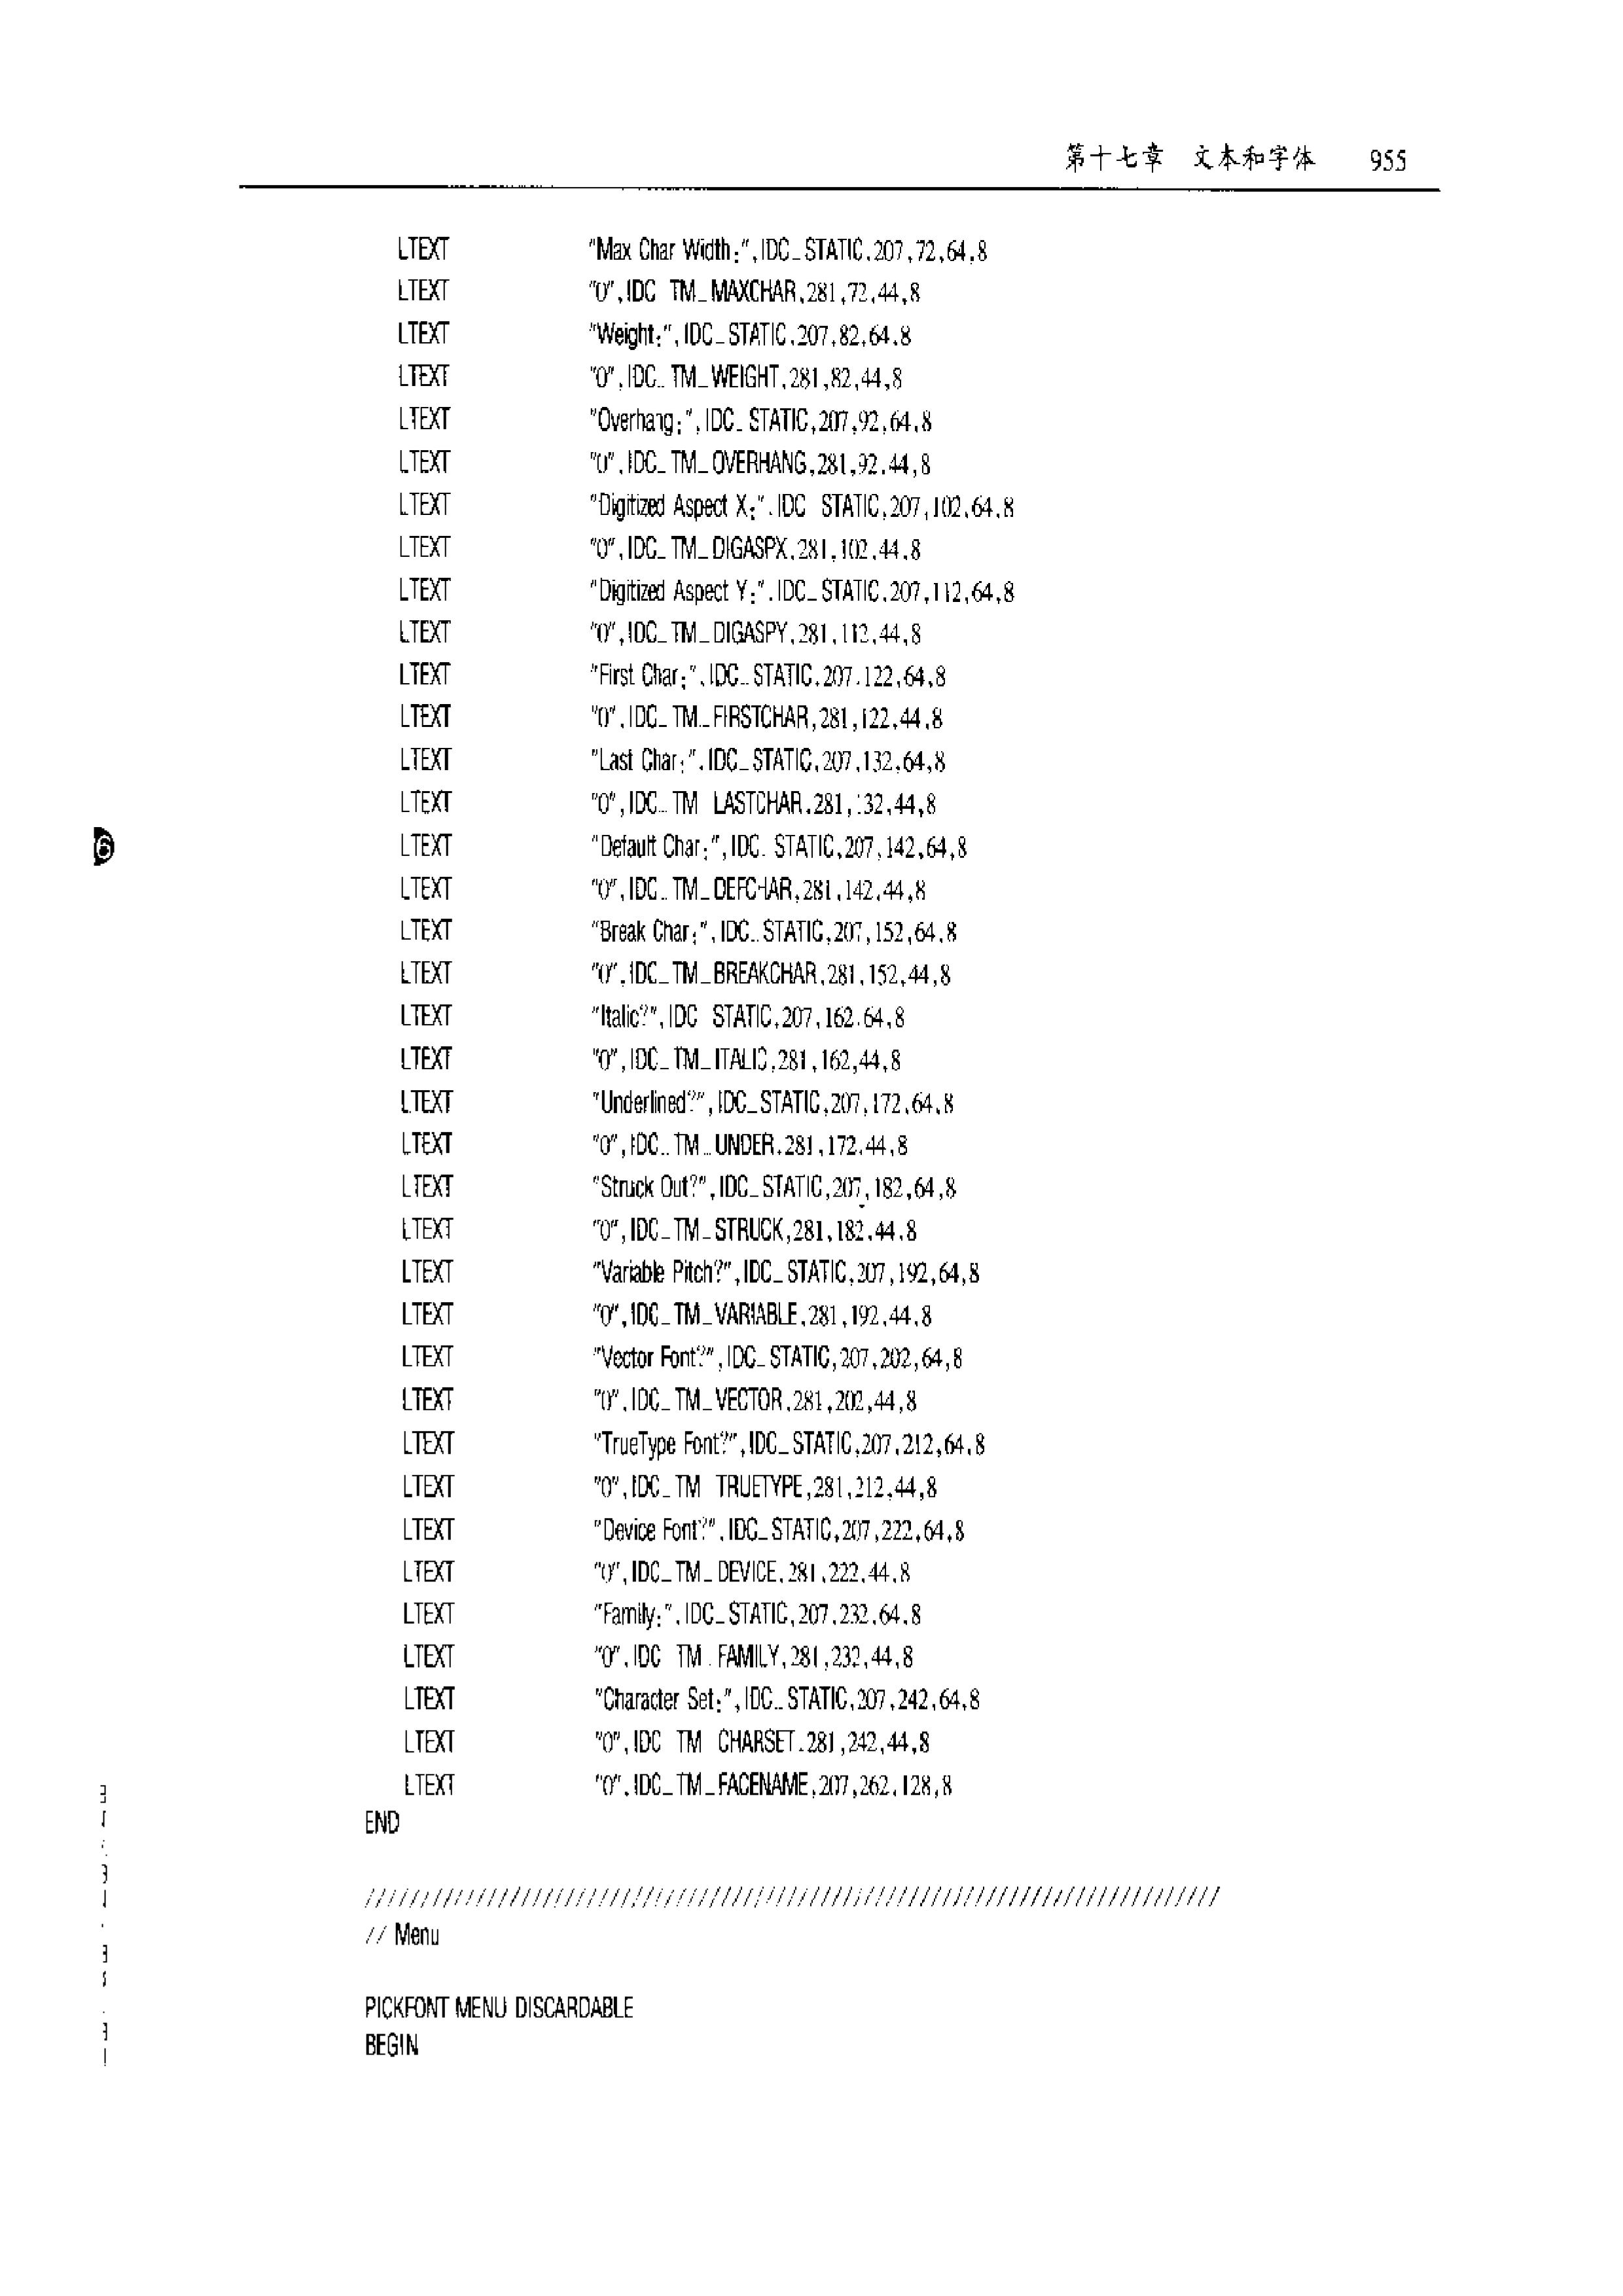 第十七章 文本和字体 955
LTEXT "Max Char Width:",IDC_STATIC,207,72,64,8
LTEXT "0",IDC_TM_MAXCHAR,281,72,44,8
LTEXT "Weight:",IDC_STATIC,207,82,64,8
LTEXT "0",IDC_TM_WEIGHT,281,82,44,8
LTEXT "Overhang:",IDC_STATIC,207,92,64,8
LTEXT "0",IDC_TM_OVERHANG,281,92,44,8
LTEXT "Digitized Aspect X:",IDC_STATIC,207,102,64,8
LTEXT "0",IDC_TM_DIGASPX,281,102,44,8
LTEXT "Digitized Aspect Y:",IDC_STATIC,207,112,64,8
LTEXT "0",IDC_TM_DIGASPY,281,112,44,8
LTEXT "First Char:",IDC_STATIC,207,122,64,8
LTEXT "0",IDC_TM_FIRSTCHAR,281,122,44,8
LTEXT "Last Char:",IDC_STATIC,207,132,64,8
LTEXT "0",IDC_TM_LASTCHAR,281,132,44,8
LTEXT "Default Char:",IDC_STATIC,207,142,64,8
LTEXT "0",IDC_TM_DEFCHAR,281,142,44,8
LTEXT "Break Char:",IDC_STATIC,207,152,64,8
LTEXT "0",IDC_TM_BREAKCHAR,281,152,44,8
LTEXT "Italic?",IDC_STATIC,207,162,64,8
LTEXT "0",IDC_TM_ITALIC,281,162,44,8
LTEXT "Underlined?",IDC_STATIC,207,172,64,8
LTEXT "0",IDC_TM_UNDER,281,172,44,8
LTEXT "Struck Out?",IDC_STATIC,207,182,64,8
LTEXT "0",IDC_TM_STRUCK,281,182,44,8
LTEXT "Variable Pitch?",IDC_STATIC,207,192,64,8
LTEXT "0",IDC_TM_VARIABLE,281,192,44,8
LTEXT "Vector Font?",IDC_STATIC,207,202,64,8
LTEXT "0",IDC_TM_VECTOR,281,202,44,8
LTEXT "TrueType Font?",IDC_STATIC,207,212,64,8
LTEXT "0",IDC_TM_TRUETYPE,281,212,44,8
LTEXT "Device Font?",IDC_STATIC,207,222,64,8
LTEXT "0",IDC_TM_DEVICE,281,222,44,8
LTEXT "Family:",IDC_STATIC,207,232,64,8
LTEXT "0",IDC_TM_FAMILY,281,232,44,8
LTEXT "Character Set:",IDC_STATIC,207,242,64,8
LTEXT "0",IDC_TM_CHARSET,281,242,44,8
LTEXT "0",IDC_TM_FACENAME,207,262,128,8
END
/////////////////////////////////////////////////////////////////////////////
// Menu
PICKFONT MENU DISCARDABLE
BEGIN